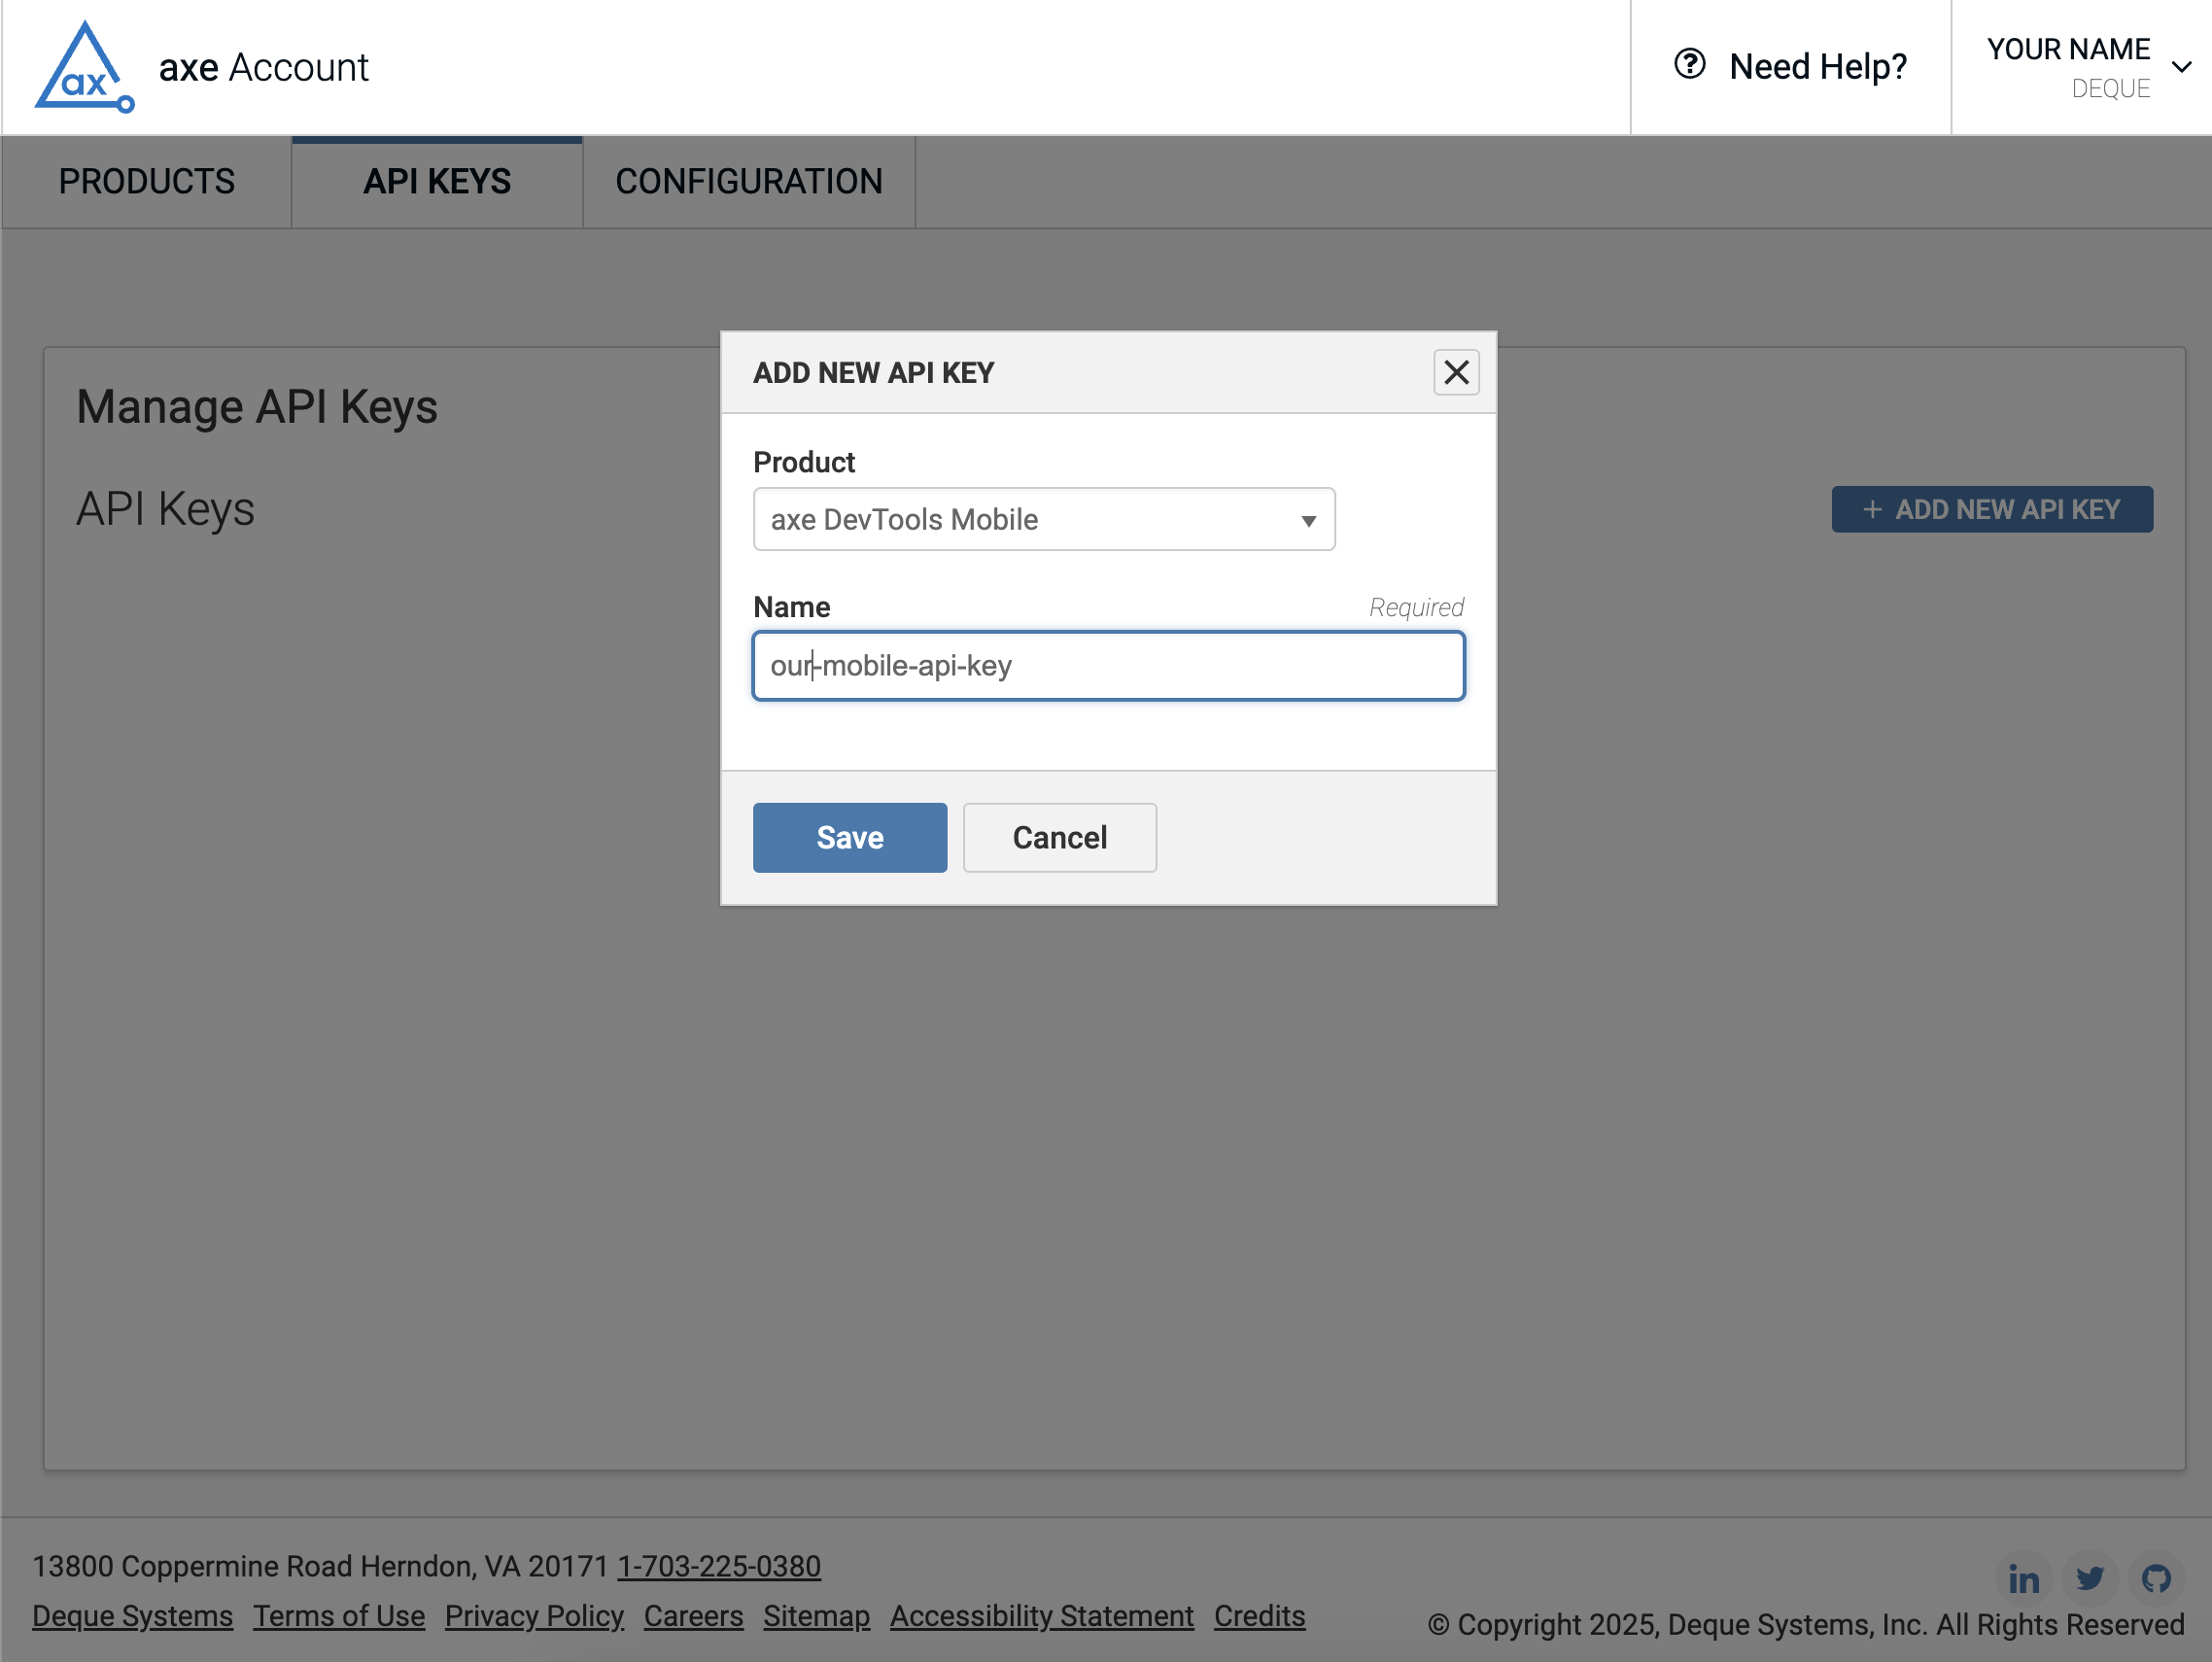 ax
axe Account
Need Help?
YOUR NAME
DEQUE
PRODUCTS
API KEYS
CONFIGURATION
Manage API Keys
API Keys
+ ADD NEW API KEY
ADD NEW API KEY
Product
axe DevTools Mobile
Name
Required
our-mobile-api-key
Save
Cancel
13800 Coppermine Road Herndon, VA 20171 1-703-225-0380
Deque Systems Terms of Use Privacy Policy Careers Sitemap Accessibility Statement Credits
in
© Copyright 2025, Deque Systems, Inc. All Rights Reserved